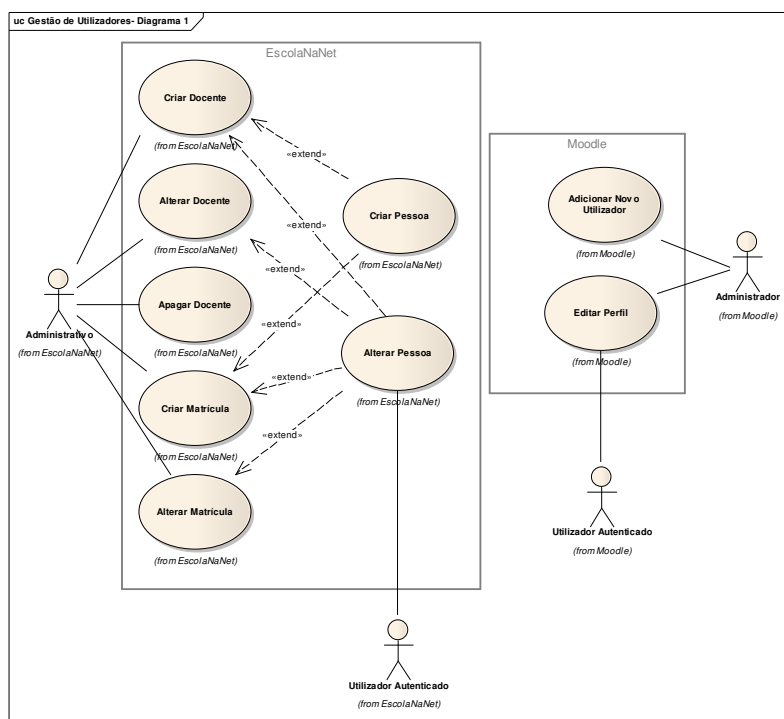 uc Gestão de Utilizadores- Diagrama 1
EscolaNaNet
Criar Docente
(from EscolaNaNet)
«extend»
Alterar Docente
(from EscolaNaNet)
«extend»
Criar Pessoa
(from EscolaNaNet)
«extend»
Apagar Docente
(from EscolaNaNet)
«extend»
Alterar Pessoa
(from EscolaNaNet)
Administrativo
(from EscolaNaNet)
Criar Matrícula
(from EscolaNaNet)
«extend»
«extend»
Alterar Matrícula
(from EscolaNaNet)
Utilizador Autenticado
(from EscolaNaNet)
Moodle
Adicionar Novo
Utilizador
(from Moodle)
Editar Perfil
(from Moodle)
Administrador
(from Moodle)
Utilizador Autenticado
(from Moodle)